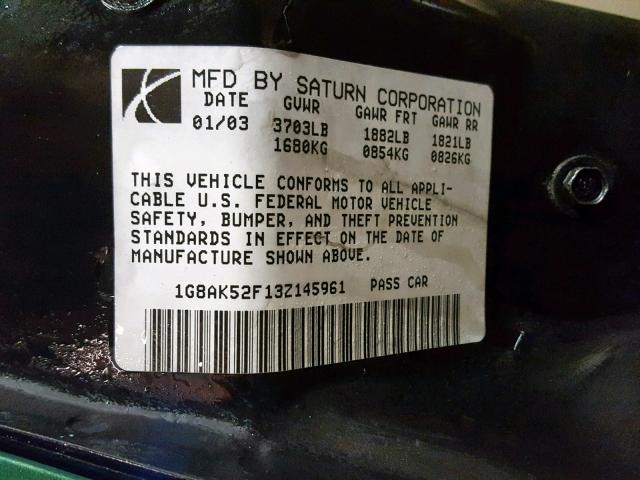 MFD BY SATURN CORPORATION
DATE GVWR GAWR FRT GAWR RR
01/03 3703LB 1882LB 1821LB
1680KG 0854KG 0826KG
THIS VEHICLE CONFORMS TO ALL APPLI-
CABLE U.S. FEDERAL MOTOR VEHICLE
SAFETY, BUMPER, AND THEFT PREVENTION
STANDARDS IN EFFECT ON THE DATE OF
MANUFACTURE SHOWN ABOVE.
1G8AK52F13Z145961 PASS CAR